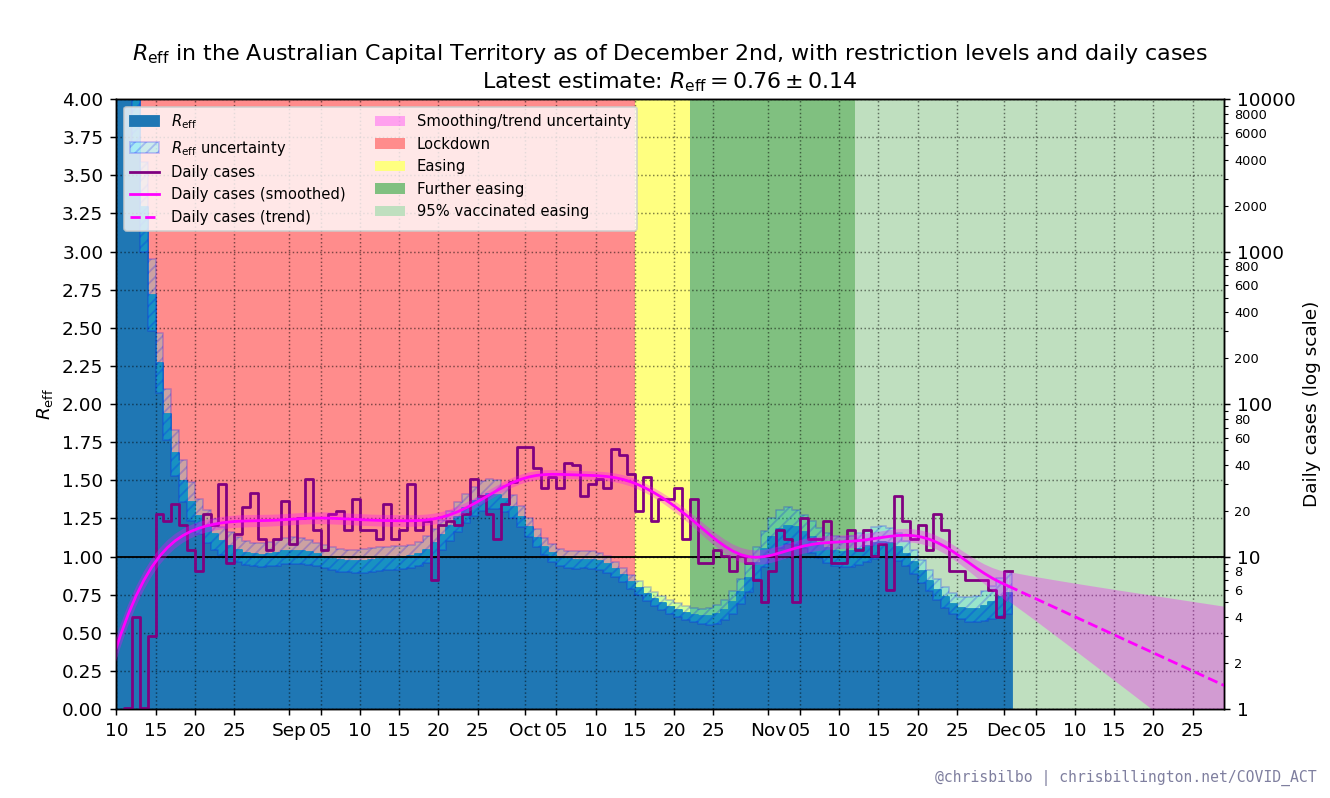 R_eff in the Australian Capital Territory as of December 2nd, with restriction levels and daily cases
Latest estimate: R_eff = 0.76 ± 0.14
R_eff
R_eff uncertainty
Daily cases
Daily cases (smoothed)
Daily cases (trend)
Smoothing/trend uncertainty
Lockdown
Easing
Further easing
95% vaccinated easing
R_eff
4.00
3.75
3.50
3.25
3.00
2.75
2.50
2.25
2.00
1.75
1.50
1.25
1.00
0.75
0.50
0.25
0.00
10 15 20 25 Sep 05 10 15 20 25 Oct 05 10 15 20 25 Nov 05 10 15 20 25 Dec 05 10 15 20 25
10000
8000
6000
4000
2000
1000
800
600
400
200
100
80
60
40
20
10
8
6
4
2
1
Daily cases (log scale)
@chrisbilbo | chrisbillington.net/COVID_ACT